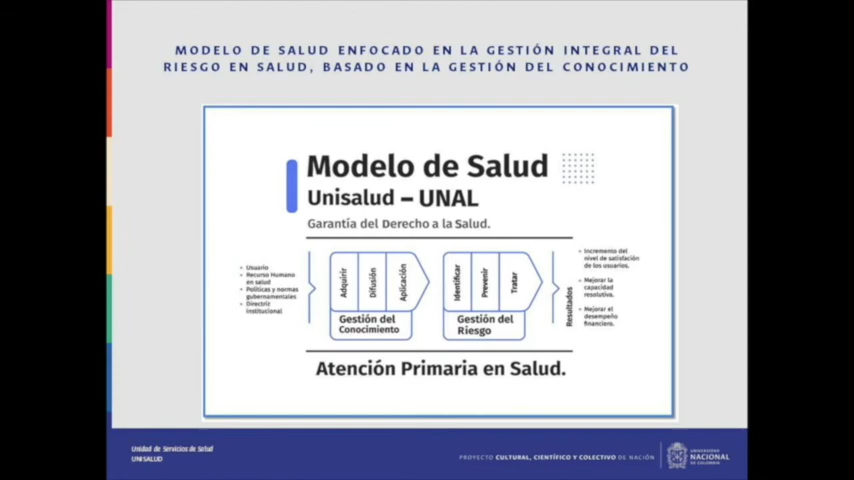 MODELO DE SALUD ENFOCADO EN LA GESTIÓN INTEGRAL DEL
RIESGO EN SALUD, BASADO EN LA GESTIÓN DEL CONOCIMIENTO
Modelo de Salud
Unisalud – UNAL
Garantía del Derecho a la Salud.
• Usuario
• Recurso Humano
en salud
• Políticas y normas
gubernamentales
• Directriz
institucional
Adquirir
Difusión
Aplicación
Gestión del
Conocimiento
Identificar
Prevenir
Tratar
Gestión del
Riesgo
Resultados
• Incremento del
nivel de satisfación
de los usuarios.
• Mejorar la
capacidad
resolutiva.
• Mejorar el
desempeño
financiero.
Atención Primaria en Salud.
Unidad de Servicios de Salud
UNISALUD
PROYECTO CULTURAL, CIENTÍFICO Y COLECTIVO DE NACIÓN
UNIVERSIDAD
NACIONAL
DE COLOMBIA